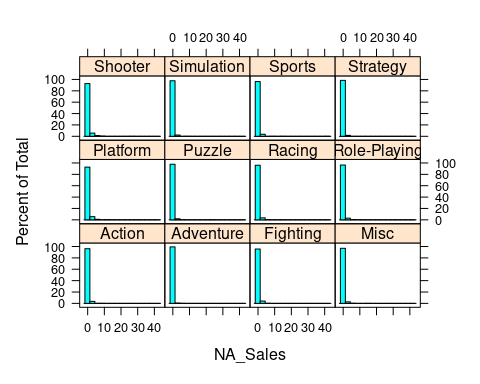 0 10 20 30 40 0 10 20 30 40
Shooter Simulation Sports Strategy
100
80
60
40
20
0
Platform Puzzle Racing Role-Playing
100
80
60
40
20
0
Action Adventure Fighting Misc
100
80
60
40
20
0
0 10 20 30 40 0 10 20 30 40
Percent of Total
NA_Sales